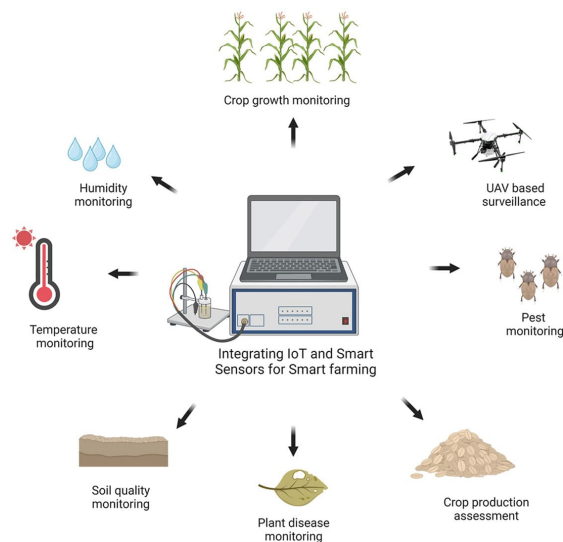 Crop growth monitoring
Humidity
monitoring
UAV based
surveillance
Temperature
monitoring
Pest
monitoring
Integrating IoT and Smart
Sensors for Smart farming
Soil quality
monitoring
Plant disease
monitoring
Crop production
assessment